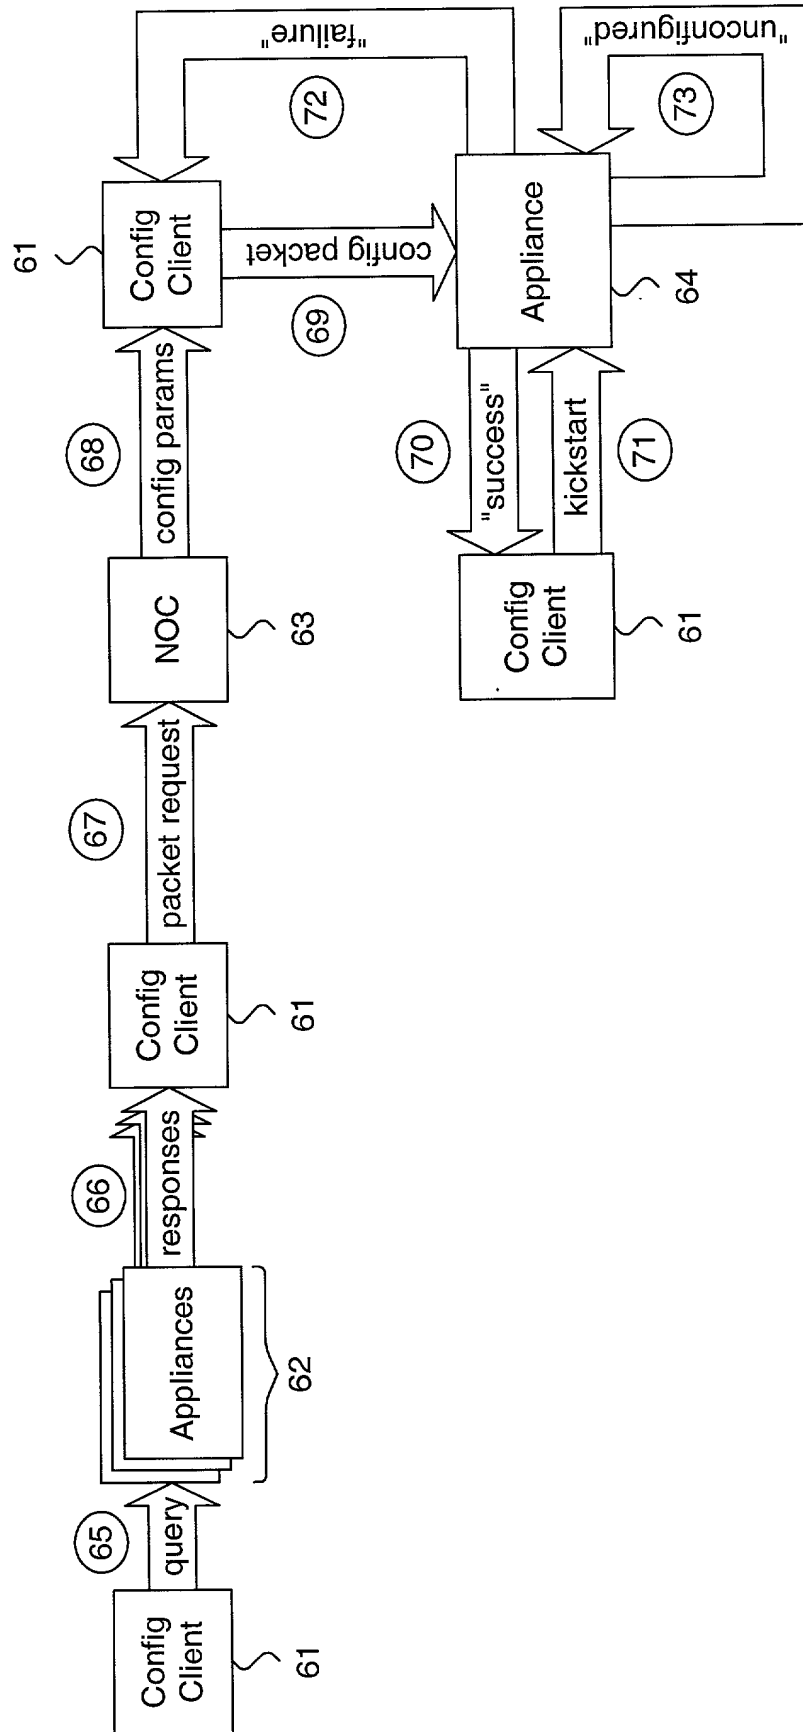 65
66
67
68
61
Config
Client
query
Appliances
responses
Config
Client
packet request
NOC
config params
Config
Client
61
62
61
63
69
config packet
72
"failure"
70
"success"
Config
Client
kickstart
71
61
Appliance
64
73
"unconfigured"